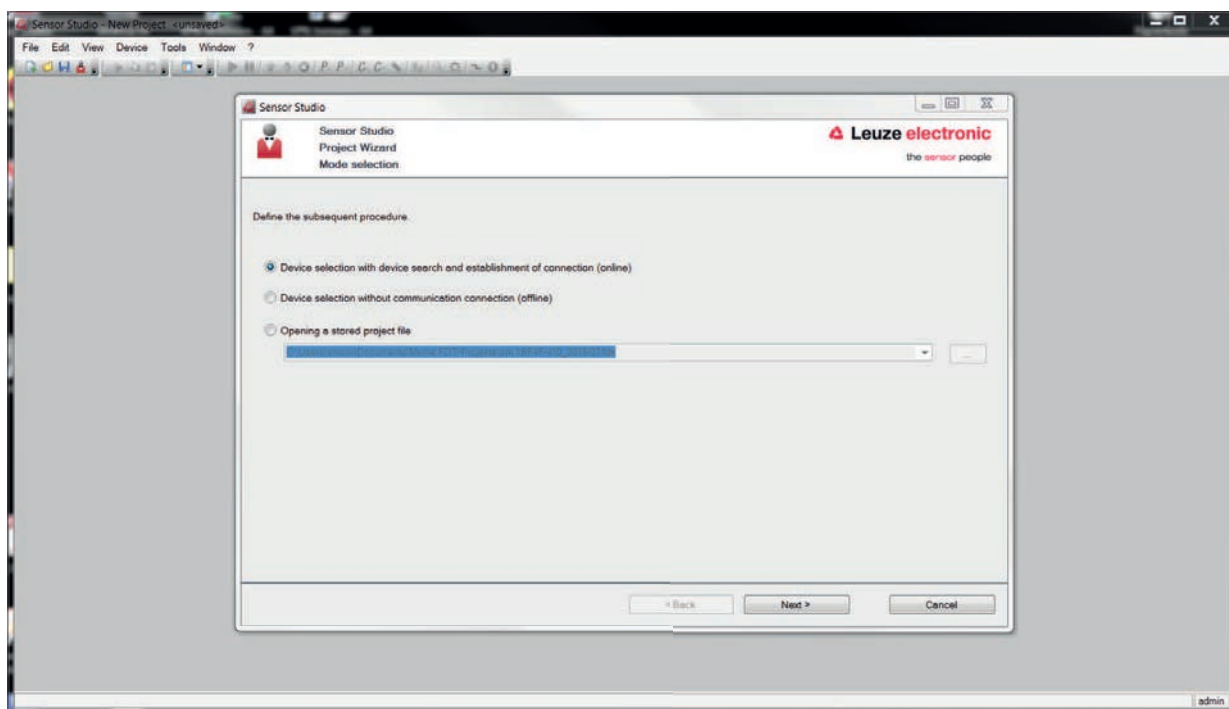 Sensor Studio - New Project <unsaved>
File Edit View Device Tools Window ?
Sensor Studio
Sensor Studio
Project Wizard
Mode selection
Leuze electronic
the sensor people
Define the subsequent procedure.
Device selection with device search and establishment of connection (online)
Device selection without communication connection (offline)
Opening a stored project file
...
< Back
Next >
Cancel
admin